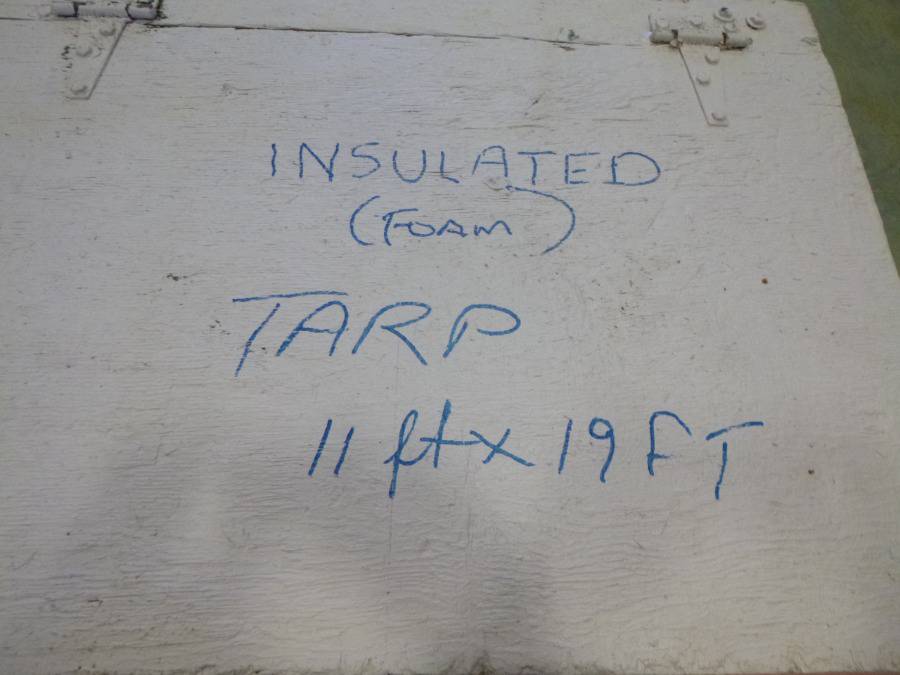 INSULATED
(FOAM)
TARP
11 ft x 19 FT